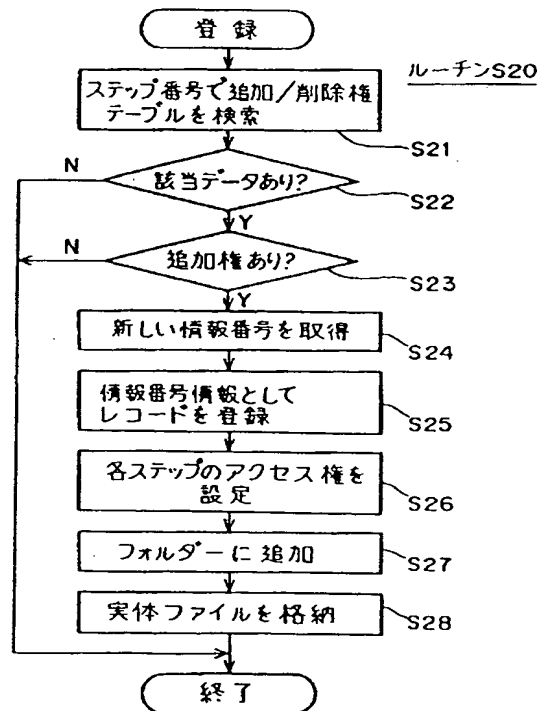 登録
ルーチンS20
ステップ番号で追加/削除権
テーブルを検索
S21
N
該当データあり?
S22
Y
N
追加権あり?
S23
Y
新しい情報番号を取得
S24
情報番号情報として
レコードを登録
S25
各ステップのアクセス権を
設定
S26
フォルダーに追加
S27
実体ファイルを格納
S28
終了